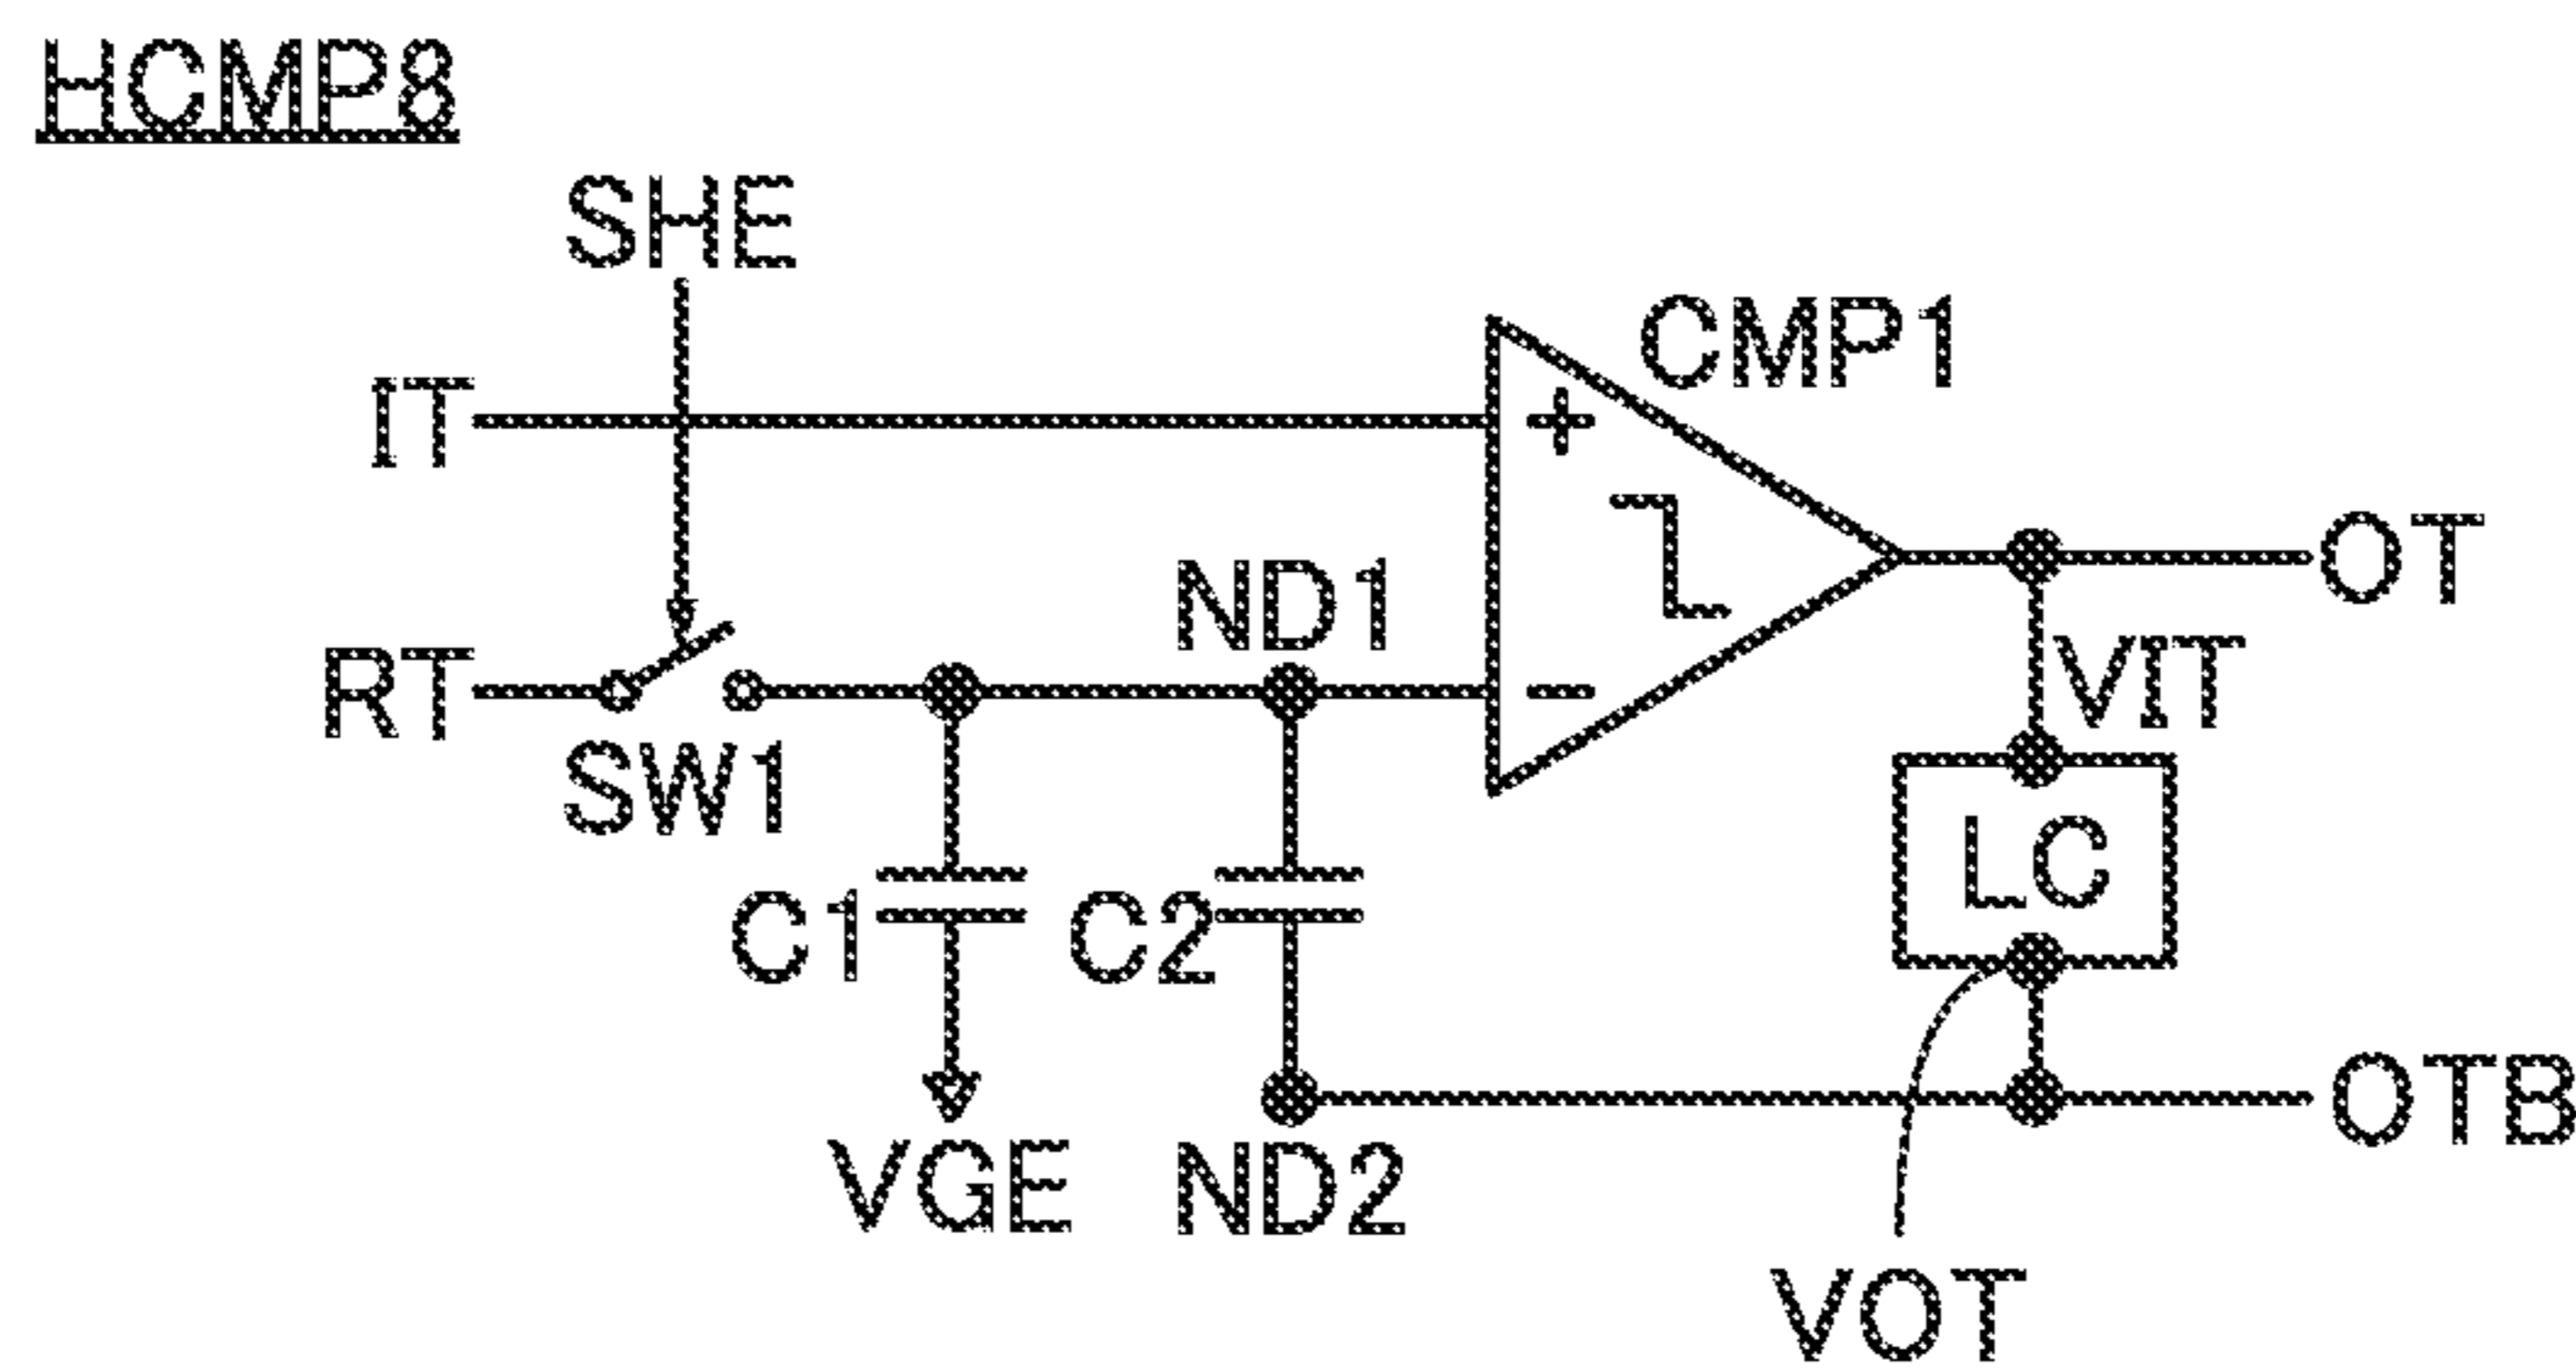 HCMP8
SHE
CMP1
IT
+
OT
ND1
VIT
RT
−
SW1
LC
C1
C2
OTB
VGE
ND2
VOT